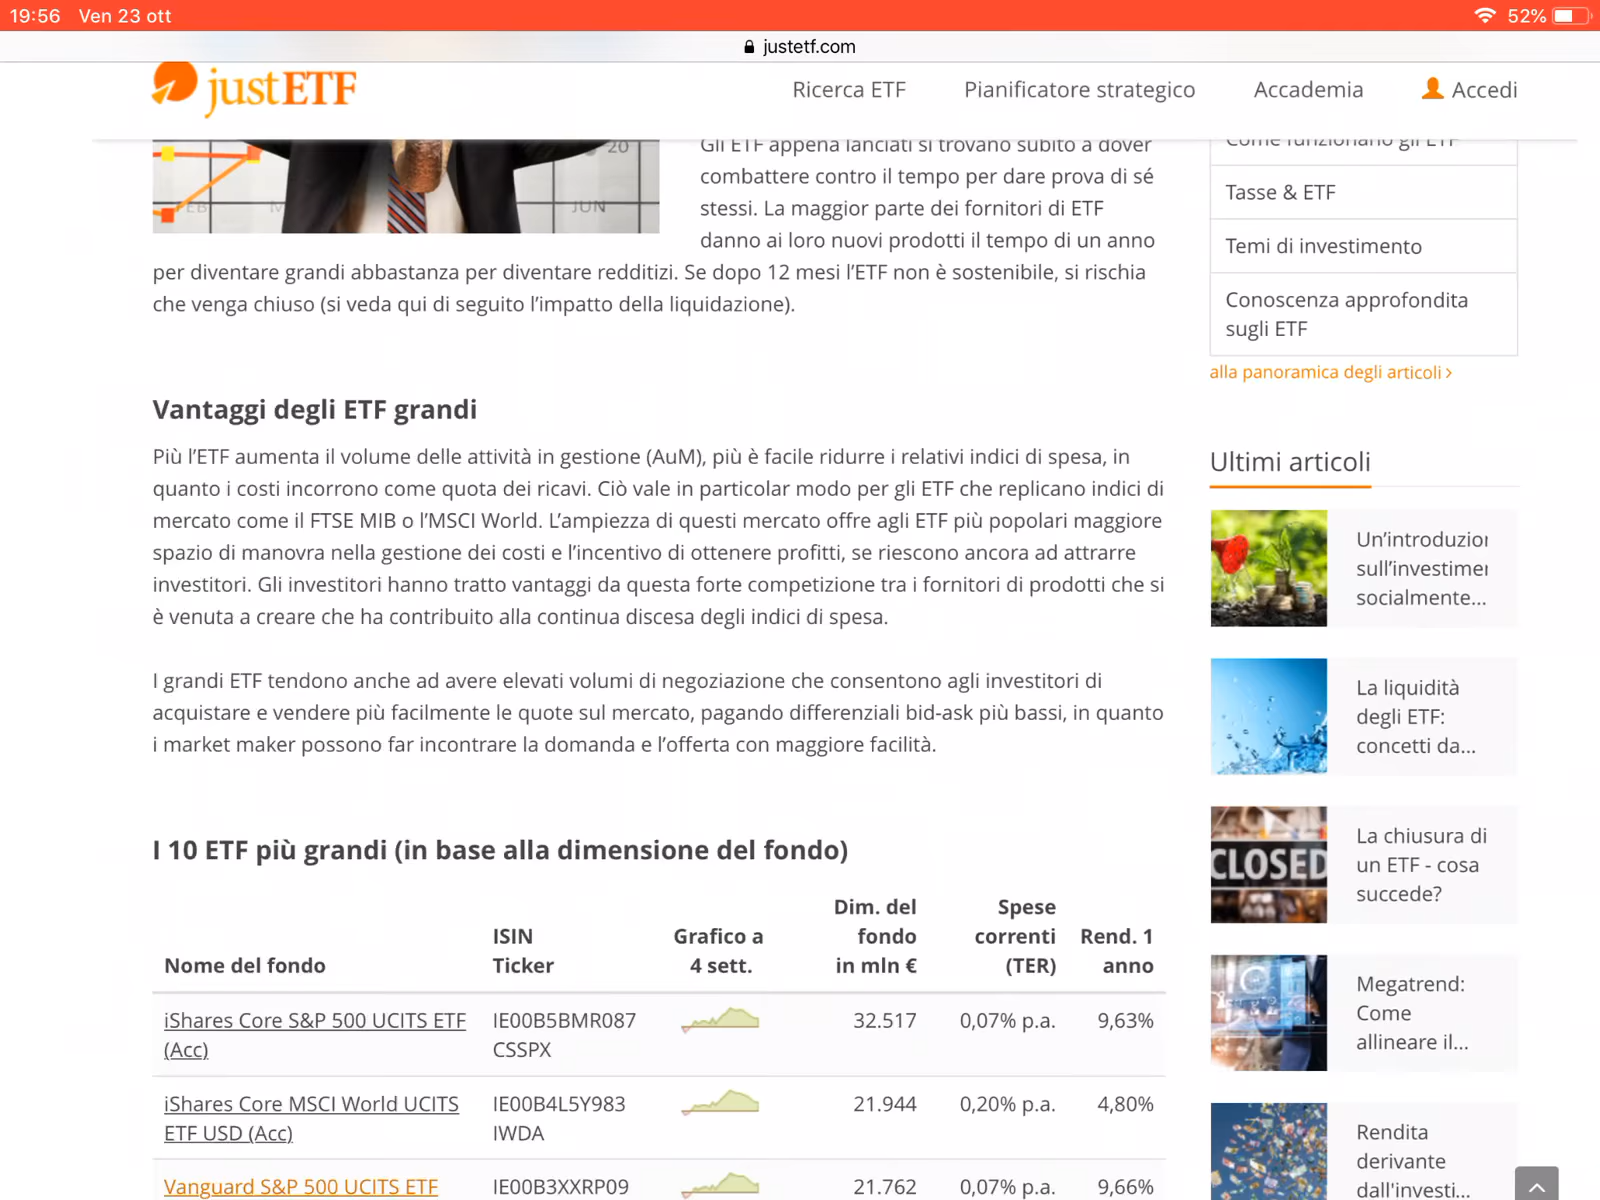 19:56 Ven 23 ott
52%
justetf.com
justETF
Ricerca ETF
Pianificatore strategico
Accademia
Accedi
20
JUN
Gli ETF appena lanciati si trovano subito a dover
combattere contro il tempo per dare prova di sé
stessi. La maggior parte dei fornitori di ETF
danno ai loro nuovi prodotti il tempo di un anno
per diventare grandi abbastanza per diventare redditizi. Se dopo 12 mesi l’ETF non è sostenibile, si rischia
che venga chiuso (si veda qui di seguito l’impatto della liquidazione).
Vantaggi degli ETF grandi
Più l’ETF aumenta il volume delle attività in gestione (AuM), più è facile ridurre i relativi indici di spesa, in
quanto i costi incorrono come quota dei ricavi. Ciò vale in particolar modo per gli ETF che replicano indici di
mercato come il FTSE MIB o l’MSCI World. L’ampiezza di questi mercato offre agli ETF più popolari maggiore
spazio di manovra nella gestione dei costi e l’incentivo di ottenere profitti, se riescono ancora ad attrarre
investitori. Gli investitori hanno tratto vantaggi da questa forte competizione tra i fornitori di prodotti che si
è venuta a creare che ha contribuito alla continua discesa degli indici di spesa.
I grandi ETF tendono anche ad avere elevati volumi di negoziazione che consentono agli investitori di
acquistare e vendere più facilmente le quote sul mercato, pagando differenziali bid-ask più bassi, in quanto
i market maker possono far incontrare la domanda e l’offerta con maggiore facilità.
I 10 ETF più grandi (in base alla dimensione del fondo)
Nome del fondo
ISIN
Ticker
Grafico a
4 sett.
Dim. del
fondo
in mln €
Spese
correnti
(TER)
Rend. 1
anno
iShares Core S&P 500 UCITS ETF
(Acc)
IE00B5BMR087
CSSPX
32.517
0,07% p.a.
9,63%
iShares Core MSCI World UCITS
ETF USD (Acc)
IE00B4L5Y983
IWDA
21.944
0,20% p.a.
4,80%
Vanguard S&P 500 UCITS ETF
IE00B3XXRP09
21.762
0,07% p.a.
9,66%
Come funzionano gli ETF
Tasse & ETF
Temi di investimento
Conoscenza approfondita
sugli ETF
alla panoramica degli articoli ›
Ultimi articoli
Un’introduzior
sull’investimer
socialmente...
La liquidità
degli ETF:
concetti da...
CLOSED
La chiusura di
un ETF - cosa
succede?
Megatrend:
Come
allineare il...
Rendita
derivante
dall'investi...